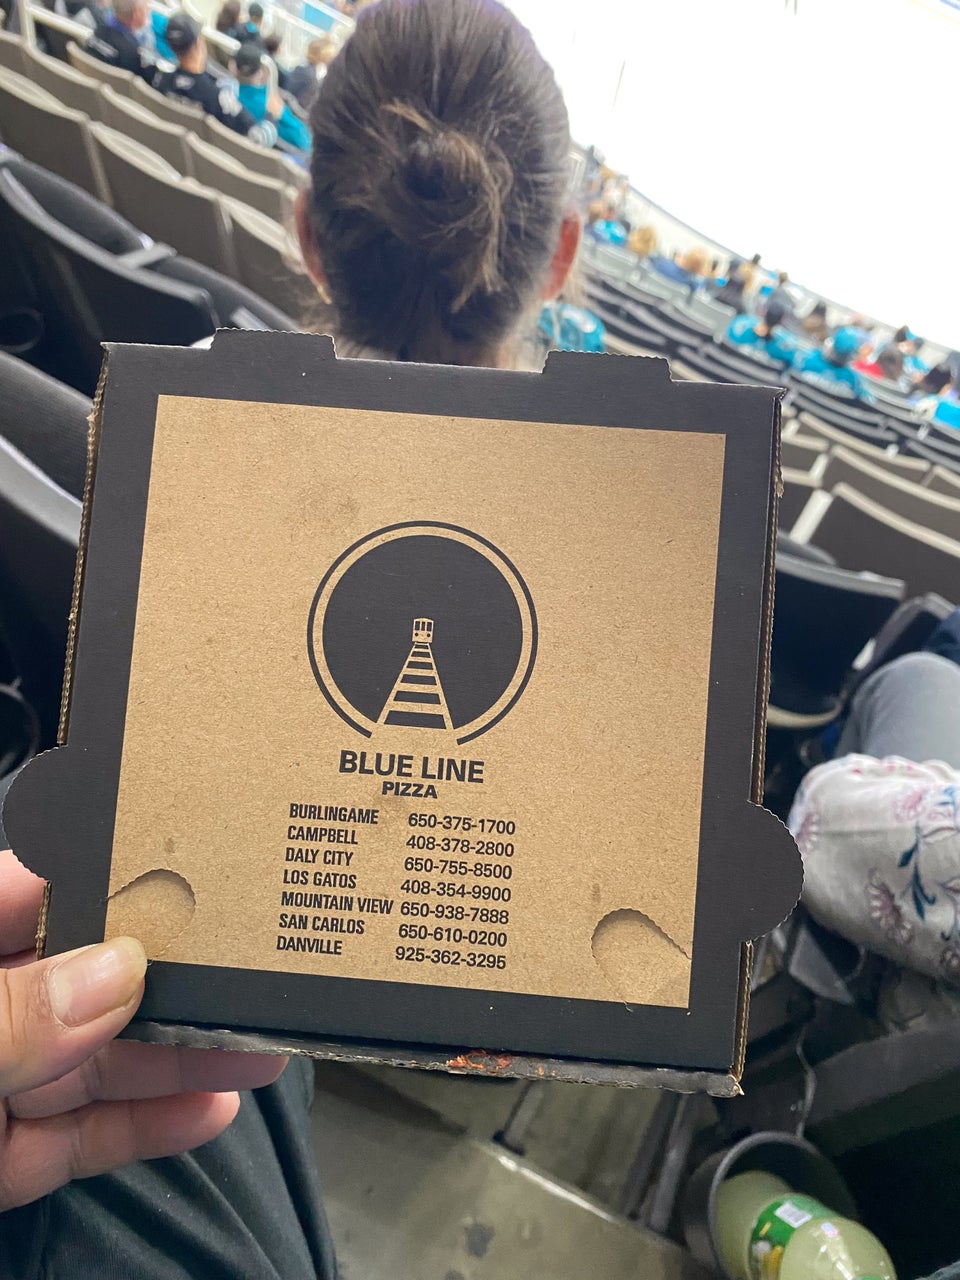 BLUE LINE
PIZZA
BURLINGAME 650-375-1700
CAMPBELL 408-378-2800
DALY CITY 650-755-8500
LOS GATOS 408-354-9900
MOUNTAIN VIEW 650-938-7888
SAN CARLOS 650-610-0200
DANVILLE 925-362-3295